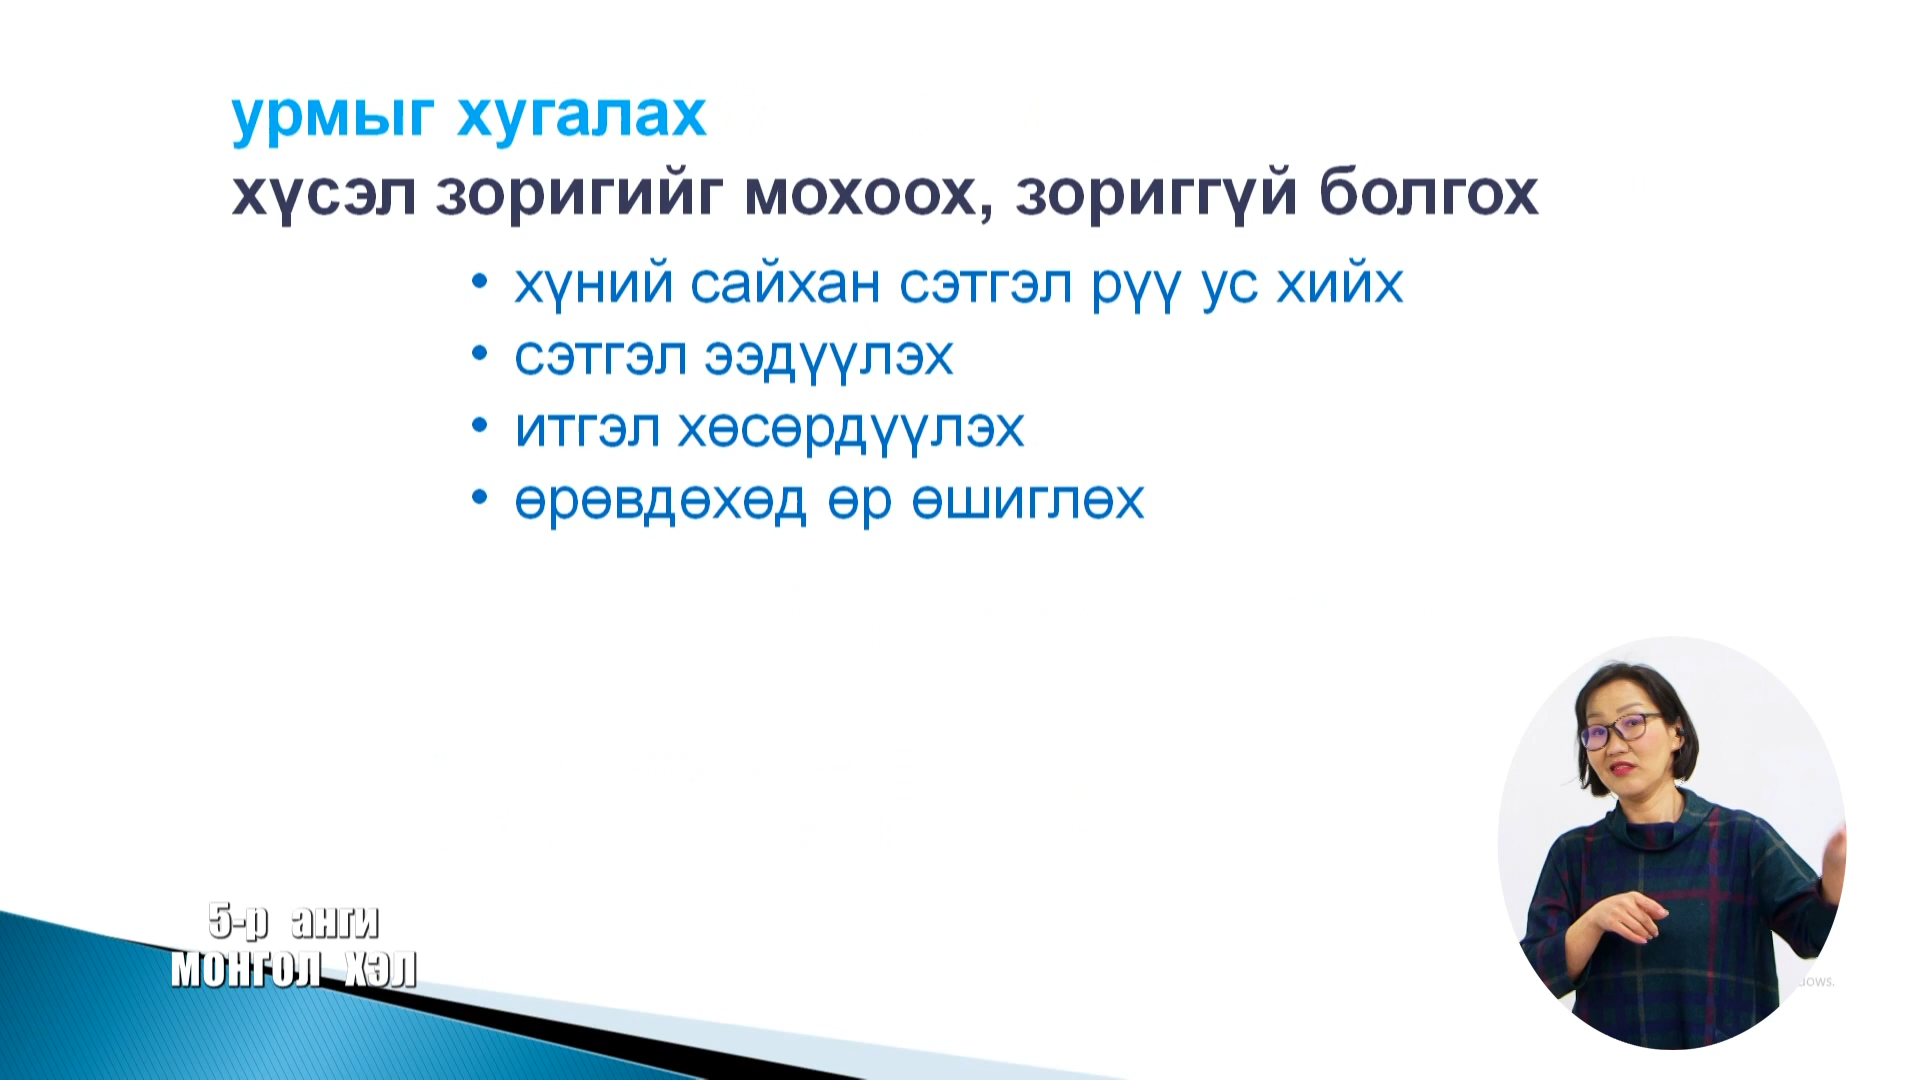 урмыг хугалах
хүсэл зоригийг мохоох, зориггүй болгох
• хүний сайхан сэтгэл рүү ус хийх
• сэтгэл ээдүүлэх
• итгэл хөсөрдүүлэх
• өрөвдөхөд өр өшиглөх
5-р анги
МОНГОЛ ХЭЛ